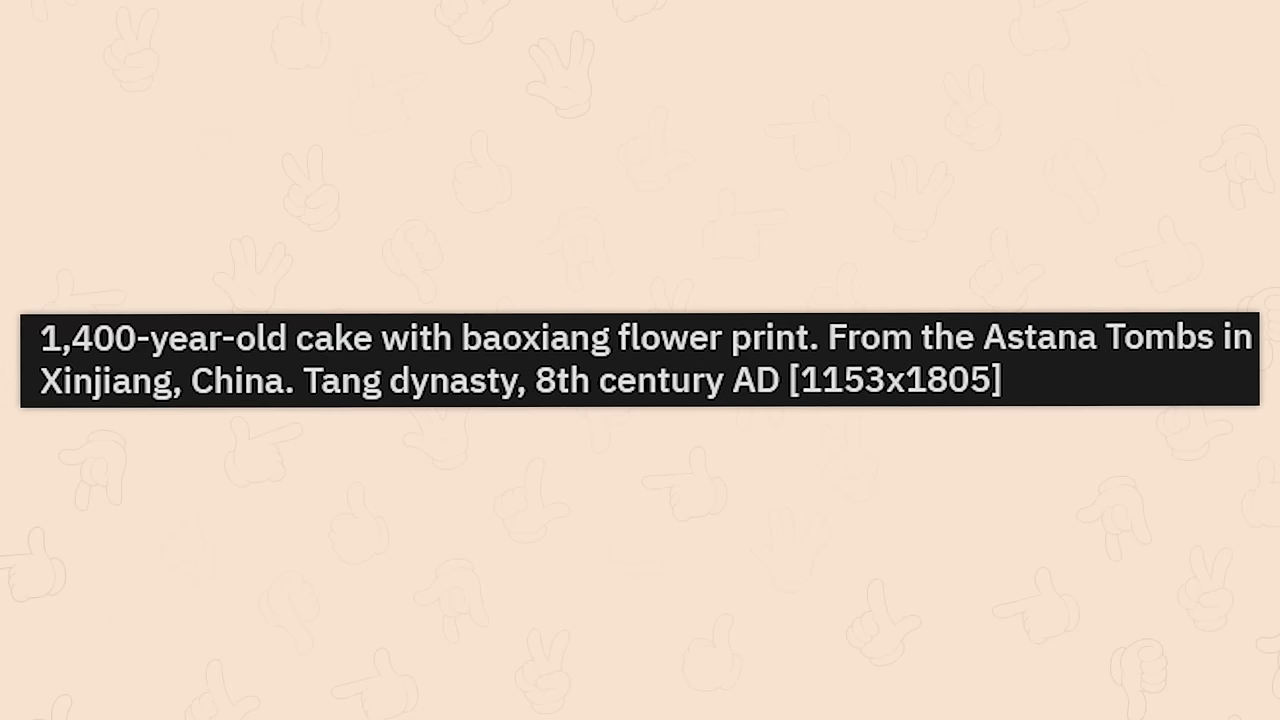 1,400-year-old cake with baoxiang flower print. From the Astana Tombs in
Xinjiang, China. Tang dynasty, 8th century AD [1153x1805]